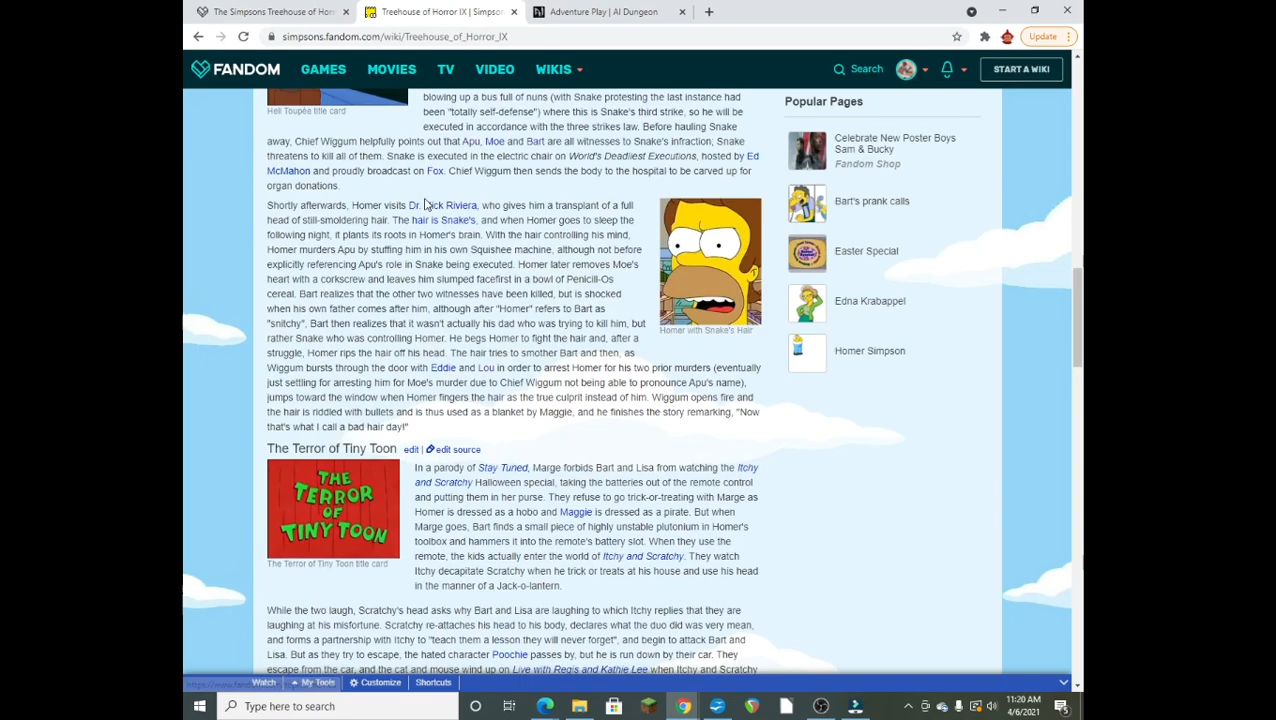 The Simpsons Treehouse of Hor
Treehouse of Horror IX | Simpson
Adventure Play | AI Dungeon
simpsons.fandom.com/wiki/Treehouse_of_Horror_IX
Update
FANDOM GAMES MOVIES TV VIDEO WIKIS Search START A WIKI
Hell Toupée title card
blowing up a bus full of nuns (with Snake protesting the last instance had
been "totally self-defense") where this is Snake's third strike, so he will be
executed in accordance with the three strikes law. Before hauling Snake
away, Chief Wiggum helpfully points out that Apu, Moe and Bart are all witnesses to Snake's infraction; Snake
threatens to kill all of them. Snake is executed in the electric chair on World's Deadliest Executions, hosted by Ed
McMahon and proudly broadcast on Fox. Chief Wiggum then sends the body to the hospital to be carved up for
organ donations.
Shortly afterwards, Homer visits Dr. Nick Riviera, who gives him a transplant of a full
head of still-smoldering hair. The hair is Snake's, and when Homer goes to sleep the
following night, it plants its roots in Homer's brain. With the hair controlling his mind,
Homer murders Apu by stuffing him in his own Squishee machine, although not before
explicitly referencing Apu's role in Snake being executed. Homer later removes Moe's
heart with a corkscrew and leaves him slumped facefirst in a bowl of Penicill-Os
cereal. Bart realizes that the other two witnesses have been killed, but is shocked
when his own father comes after him, although after "Homer" refers to Bart as
"snitchy", Bart then realizes that it wasn't actually his dad who was trying to kill him, but
rather Snake who was controlling Homer. He begs Homer to fight the hair and, after a
struggle, Homer rips the hair off his head. The hair tries to smother Bart and then, as
Wiggum bursts through the door with Eddie and Lou in order to arrest Homer for his two prior murders (eventually
just settling for arresting him for Moe's murder due to Chief Wiggum not being able to pronounce Apu's name),
jumps toward the window when Homer fingers the hair as the true culprit instead of him. Wiggum opens fire and
the hair is riddled with bullets and is thus used as a blanket by Maggie, and he finishes the story remarking, "Now
that's what I call a bad hair day!"
Homer with Snake's Hair
The Terror of Tiny Toon edit | edit source
THE
TERROR
OF
TINY TOON
The Terror of Tiny Toon title card
In a parody of Stay Tuned, Marge forbids Bart and Lisa from watching the Itchy
and Scratchy Halloween special, taking the batteries out of the remote control
and putting them in her purse. They refuse to go trick-or-treating with Marge as
Homer is dressed as a hobo and Maggie is dressed as a pirate. But when
Marge goes, Bart finds a small piece of highly unstable plutonium in Homer's
toolbox and hammers it into the remote's battery slot. When they use the
remote, the kids actually enter the world of Itchy and Scratchy. They watch
Itchy decapitate Scratchy when he trick or treats at his house and use his head
in the manner of a Jack-o-lantern.
While the two laugh, Scratchy's head asks why Bart and Lisa are laughing to which Itchy replies that they are
laughing at his misfortune. Scratchy reattaches his head to his body, declares what the duo did was very mean,
and forms a partnership with Itchy to "teach them a lesson they will never forget", and begin to attack Bart and
Lisa. But as they try to escape, the hated character Poochie passes by, but he is run down by their car. They
escape from the car, and the cat and mouse wind up on Live with Regis and Kathie Lee when Itchy and Scratchy
Popular Pages
Celebrate New Poster Boys
Sam & Bucky
Fandom Shop
Bart's prank calls
Easter Special
Edna Krabappel
Homer Simpson
Watch My Tools Customize Shortcuts
Type here to search
11:20 AM
4/6/2021